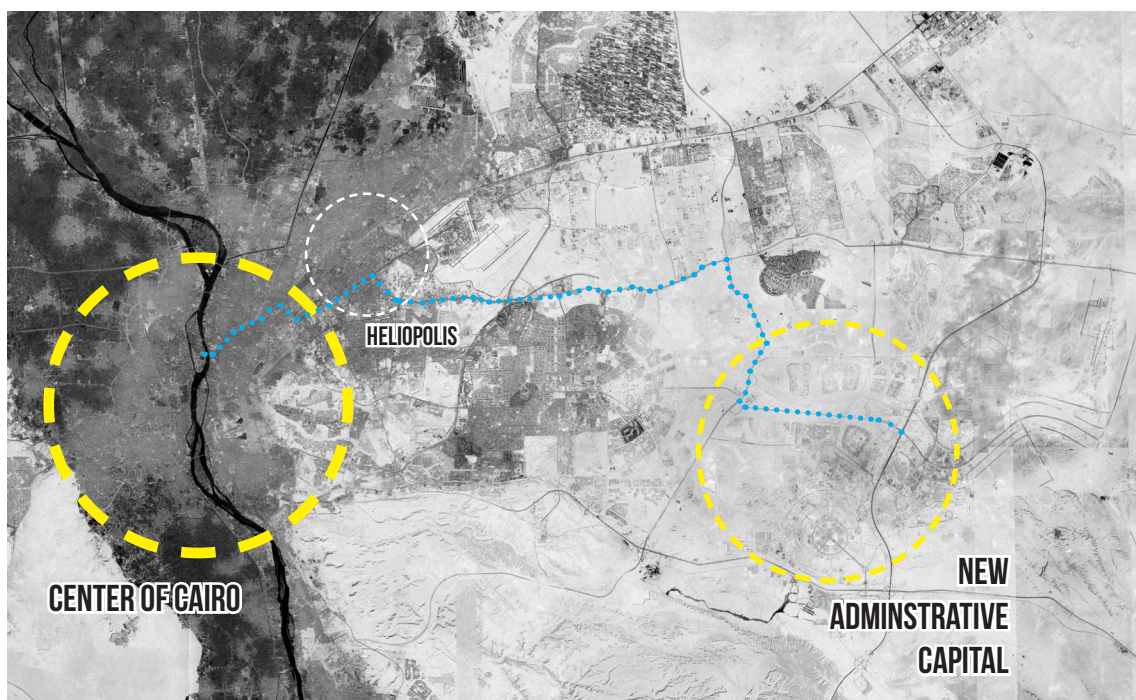 HELIOPOLIS
CENTER OF CAIRO
NEW
ADMINSTRATIVE
CAPITAL